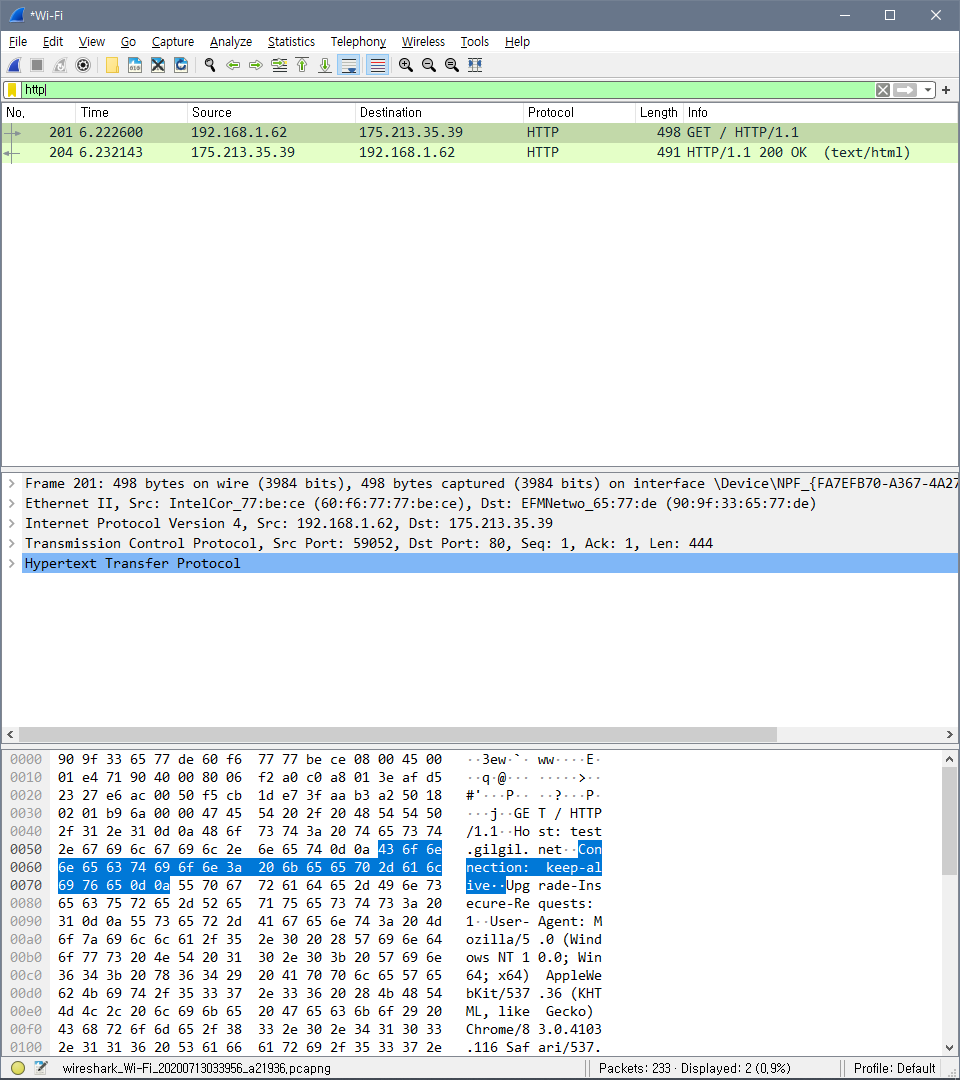 *Wi-Fi
File Edit View Go Capture Analyze Statistics Telephony Wireless Tools Help
http
No. Time Source Destination Protocol Length Info
201 6.222600 192.168.1.62 175.213.35.39 HTTP 498 GET / HTTP/1.1
204 6.232143 175.213.35.39 192.168.1.62 HTTP 491 HTTP/1.1 200 OK (text/html)
Frame 201: 498 bytes on wire (3984 bits), 498 bytes captured (3984 bits) on interface \Device\NPF_{FA7EFB70-A367-4A27
Ethernet II, Src: IntelCor_77:be:ce (60:f6:77:77:be:ce), Dst: EFMNetwo_65:77:de (90:9f:33:65:77:de)
Internet Protocol Version 4, Src: 192.168.1.62, Dst: 175.213.35.39
Transmission Control Protocol, Src Port: 59052, Dst Port: 80, Seq: 1, Ack: 1, Len: 444
Hypertext Transfer Protocol
0000 90 9f 33 65 77 de 60 f6 77 77 be ce 08 00 45 00 ··3ew·`· ww····E·
0010 01 e4 71 90 40 00 80 06 f2 a0 c0 a8 01 3e af d5 ··q·@··· ·····>··
0020 23 27 e6 ac 00 50 f5 cb 1d e7 3f aa b3 a2 50 18 #'···P·· ··?···P·
0030 02 01 b9 6a 00 00 47 45 54 20 2f 20 48 54 54 50 ···j··GE T / HTTP
0040 2f 31 2e 31 0d 0a 48 6f 73 74 3a 20 74 65 73 74 /1.1··Ho st: test
0050 2e 67 69 6c 67 69 6c 2e 6e 65 74 0d 0a 43 6f 6e .gilgil. net··Con
0060 6e 65 63 74 69 6f 6e 3a 20 6b 65 65 70 2d 61 6c nection: keep-al
0070 69 76 65 0d 0a 55 70 67 72 61 64 65 2d 49 6e 73 ive··Upg rade-Ins
0080 65 63 75 72 65 2d 52 65 71 75 65 73 74 73 3a 20 ecure-Re quests:
0090 31 0d 0a 55 73 65 72 2d 41 67 65 6e 74 3a 20 4d 1··User- Agent: M
00a0 6f 7a 69 6c 6c 61 2f 35 2e 30 20 28 57 69 6e 64 ozilla/5 .0 (Wind
00b0 6f 77 73 20 4e 54 20 31 30 2e 30 3b 20 57 69 6e ows NT 1 0.0; Win
00c0 36 34 3b 20 78 36 34 29 20 41 70 70 6c 65 57 65 64; x64) AppleWe
00d0 62 4b 69 74 2f 35 33 37 2e 33 36 20 28 4b 48 54 bKit/537 .36 (KHT
00e0 4d 4c 2c 20 6c 69 6b 65 20 47 65 63 6b 6f 29 20 ML, like Gecko)
00f0 43 68 72 6f 6d 65 2f 38 33 2e 30 2e 34 31 30 33 Chrome/8 3.0.4103
0100 2e 31 31 36 20 53 61 66 61 72 69 2f 35 33 37 2e .116 Saf ari/537.
wireshark_Wi-Fi_20200713033956_a21936.pcapng Packets: 233 · Displayed: 2 (0.9%) Profile: Default